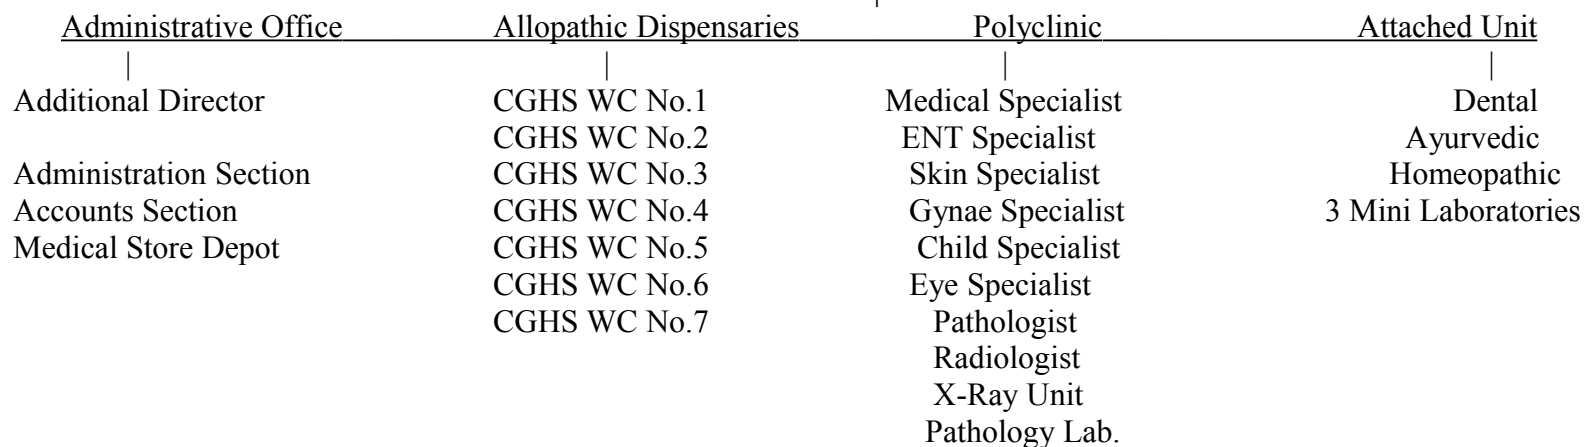 Administrative Office Allopathic Dispensaries Polyclinic Attached Unit
Additional Director CGHS WC No.1 Medical Specialist Dental
CGHS WC No.2 ENT Specialist Ayurvedic
Administration Section CGHS WC No.3 Skin Specialist Homeopathic
Accounts Section CGHS WC No.4 Gynae Specialist 3 Mini Laboratories
Medical Store Depot CGHS WC No.5 Child Specialist
CGHS WC No.6 Eye Specialist
CGHS WC No.7 Pathologist
Radiologist
X-Ray Unit
Pathology Lab.